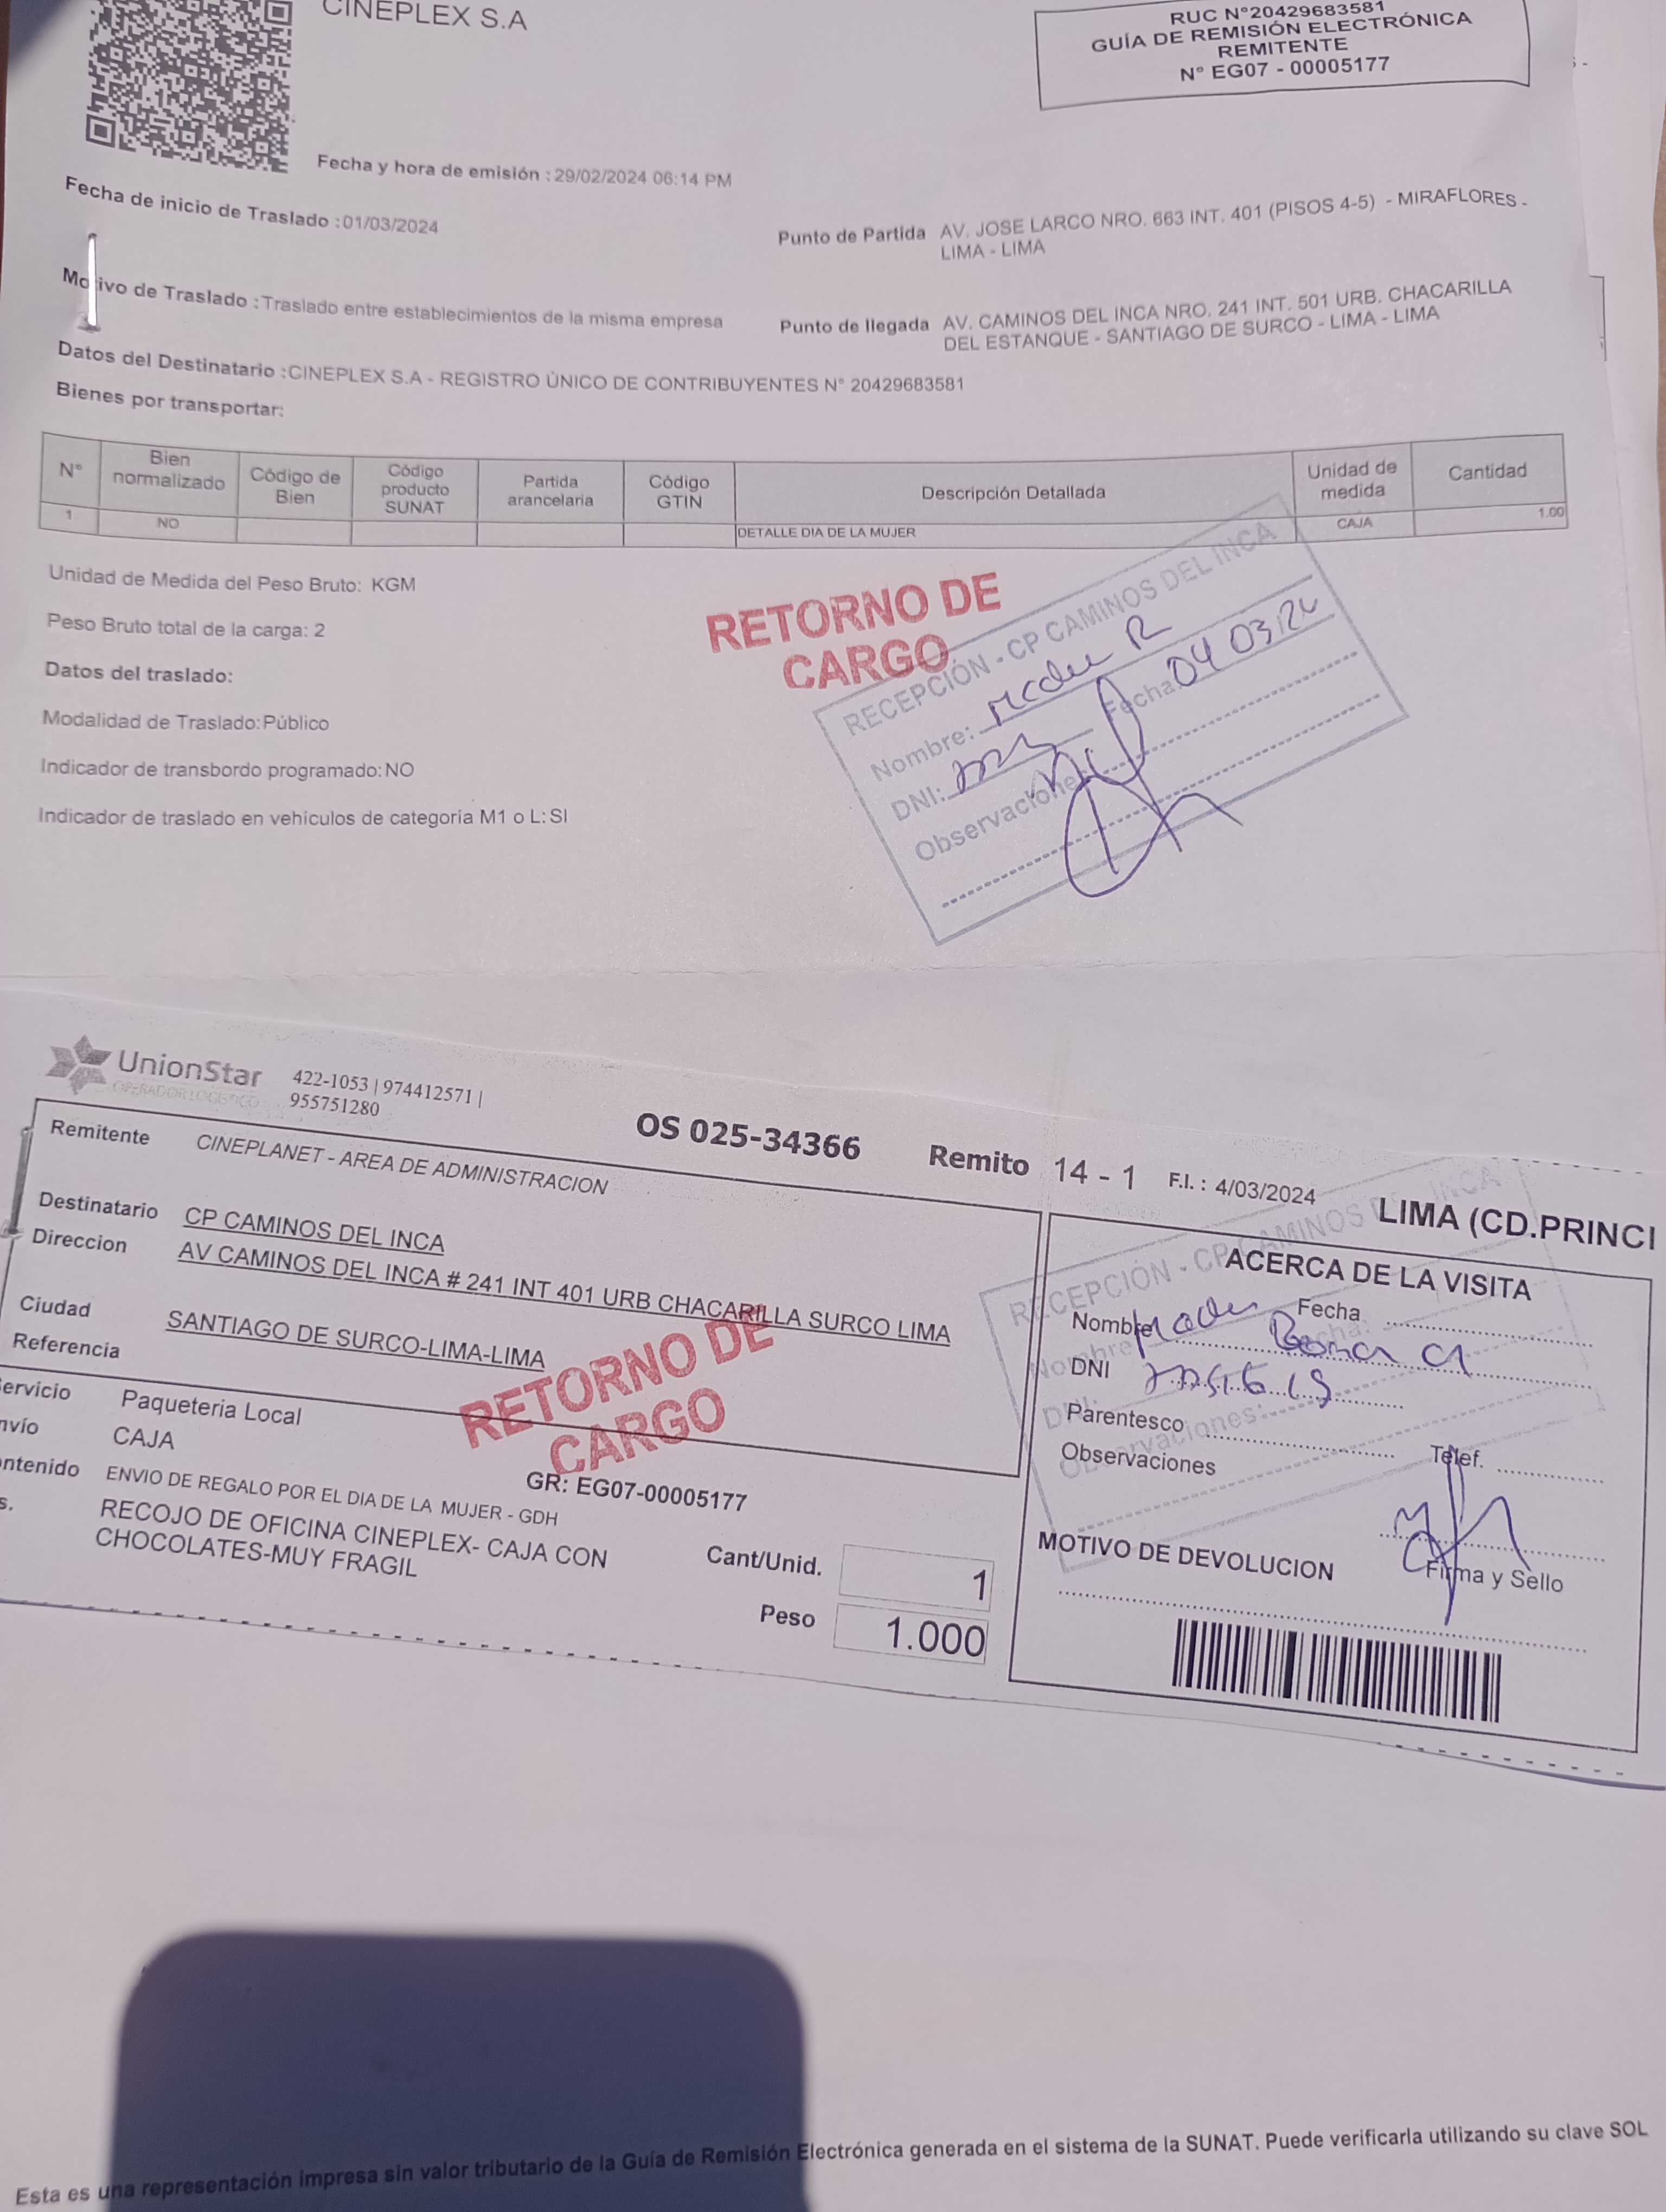 CINEPLEX S.A
RUC N°20429683581
GUÍA DE REMISIÓN ELECTRÓNICA
REMITENTE
N° EG07 - 00005177
Fecha y hora de emisión : 29/02/2024 06:14 PM
Fecha de inicio de Traslado : 01/03/2024
Punto de Partida AV. JOSE LARCO NRO. 663 INT. 401 (PISOS 4-5) - MIRAFLORES -
LIMA - LIMA
Motivo de Traslado : Traslado entre establecimientos de la misma empresa
Punto de llegada AV. CAMINOS DEL INCA NRO. 241 INT. 501 URB. CHACARILLA
DEL ESTANQUE - SANTIAGO DE SURCO - LIMA - LIMA
Datos del Destinatario : CINEPLEX S.A - REGISTRO ÚNICO DE CONTRIBUYENTES N° 20429683581
Bienes por transportar:
N° Bien normalizado Código de Bien Código producto SUNAT Partida arancelaria Código GTIN Descripción Detallada Unidad de medida Cantidad
1 NO DETALLE DIA DE LA MUJER CAJA 1.00
Unidad de Medida del Peso Bruto: KGM
Peso Bruto total de la carga: 2
Datos del traslado:
Modalidad de Traslado: Público
Indicador de transbordo programado: NO
Indicador de traslado en vehículos de categoría M1 o L: SI
RETORNO DE
CARGO
RECEPCIÓN - CP CAMINOS DEL INCA
Nombre: R
Fecha: 04 03/24
DNI:
Observaciones:
UnionStar
OPERADOR LOGISTICO
422-1053 | 974412571 |
955751280
OS 025-34366 Remito 14 - 1 F.I. : 4/03/2024 LIMA (CD.PRINCI
Remitente CINEPLANET - AREA DE ADMINISTRACION
Destinatario CP CAMINOS DEL INCA
Direccion AV CAMINOS DEL INCA # 241 INT 401 URB CHACARILLA SURCO LIMA
Ciudad SANTIAGO DE SURCO-LIMA-LIMA
Referencia
ervicio Paqueteria Local
nvío CAJA
ntenido ENVIO DE REGALO POR EL DIA DE LA MUJER - GDH
GR: EG07-00005177
s. RECOJO DE OFICINA CINEPLEX- CAJA CON
CHOCOLATES-MUY FRAGIL
Cant/Unid. 1
Peso 1.000
RETORNO DE
CARGO
RECEPCIÓN - CP CAMINOS DEL INCA
Nombre:
Fecha:
Observaciones:
ACERCA DE LA VISITA
Nombre
Fecha
DNI
Parentesco
Telef.
Observaciones
Firma y Sello
MOTIVO DE DEVOLUCION
Esta es una representación impresa sin valor tributario de la Guía de Remisión Electrónica generada en el sistema de la SUNAT. Puede verificarla utilizando su clave SOL